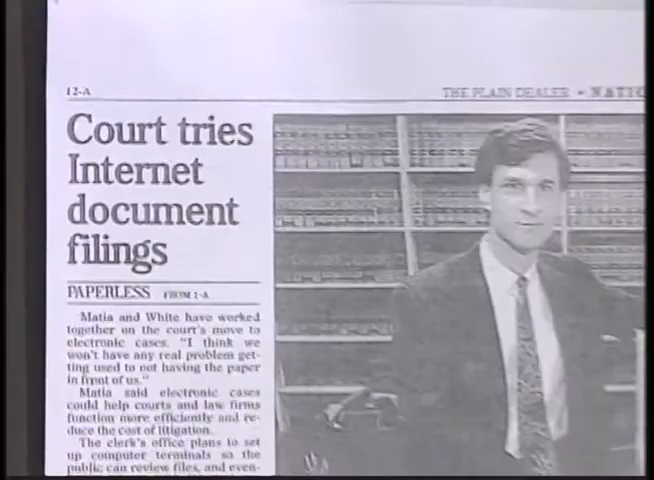 12-A
THE PLAIN DEALER •
Court tries
Internet
document
filings
PAPERLESS FROM 1-A
Matia and White have worked
together on the court's move to
electronic cases. "I think we
won't have any real problem get-
ting used to not having the paper
in front of us."
Matia said electronic cases
could help courts and law firms
function more efficiently and re-
duce the cost of litigation.
The clerk's office plans to set
up computer terminals so the
public can review files, and even-